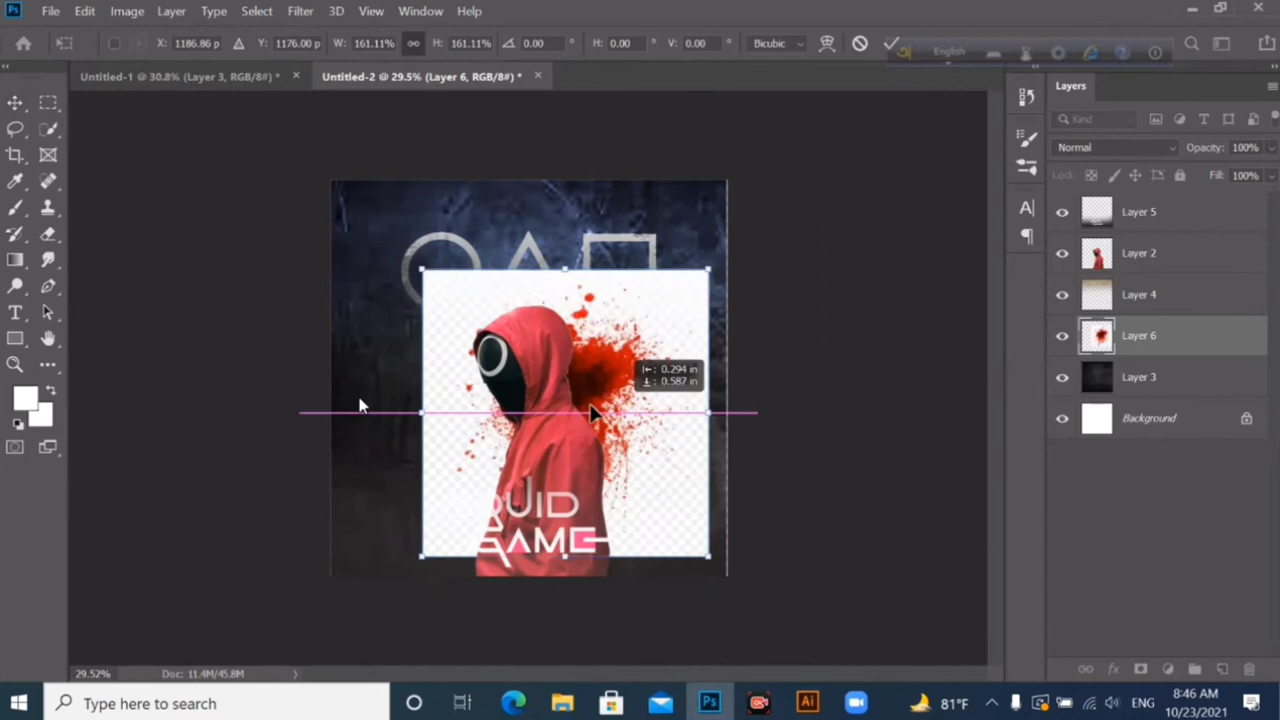 Ps File Edit Image Layer Type Select Filter 3D View Window Help
X: 1186.86 p Y: 1176.00 p W: 161.11% H: 161.11% 0.00 ° H: 0.00 ° V: 0.00 ° Bicubic English
Untitled-1 @ 30.8% (Layer 3, RGB/8#) * × Untitled-2 @ 29.5% (Layer 6, RGB/8#) * ×
Layers
Kind
Normal Opacity: 100%
Lock: Fill: 100%
Layer 5
Layer 2
Layer 4
Layer 6
Layer 3
Background
0.294 in
0.587 in
QUID
GAME
29.52% Doc: 11.4M/45.8M
Type here to search Ps Ai 81°F ENG 8:46 AM
10/23/2021